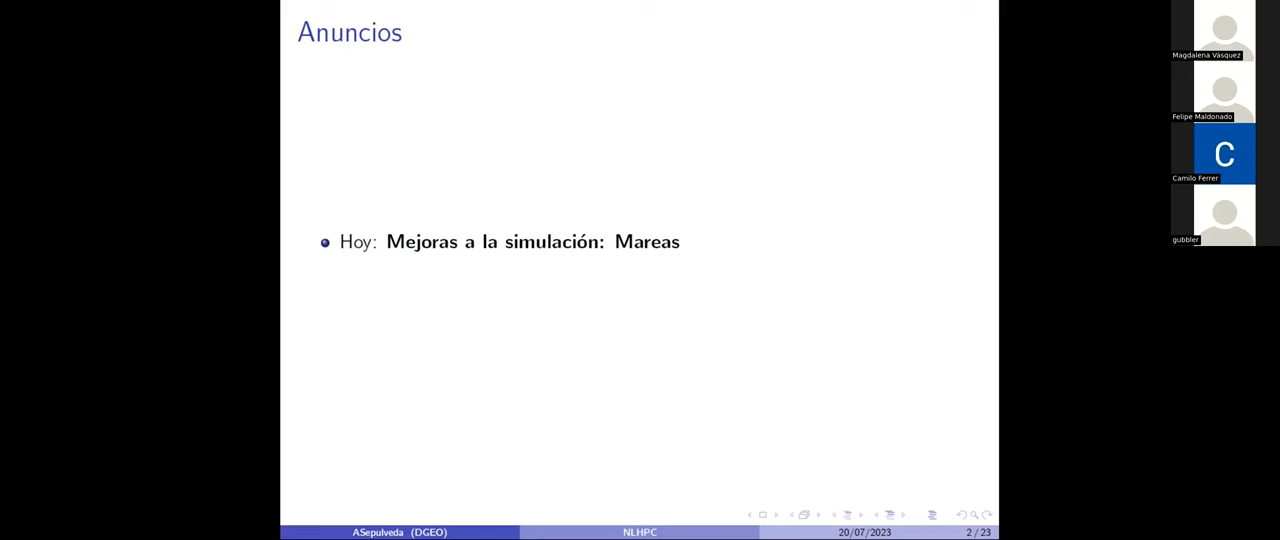 Anuncios
Hoy: Mejoras a la simulación: Mareas
ASepulveda (DGEO)
NLHPC
20/07/2023
2 / 23
Magdalena Vásquez
Felipe Maldonado
C
Camilo Ferrer
gubbler